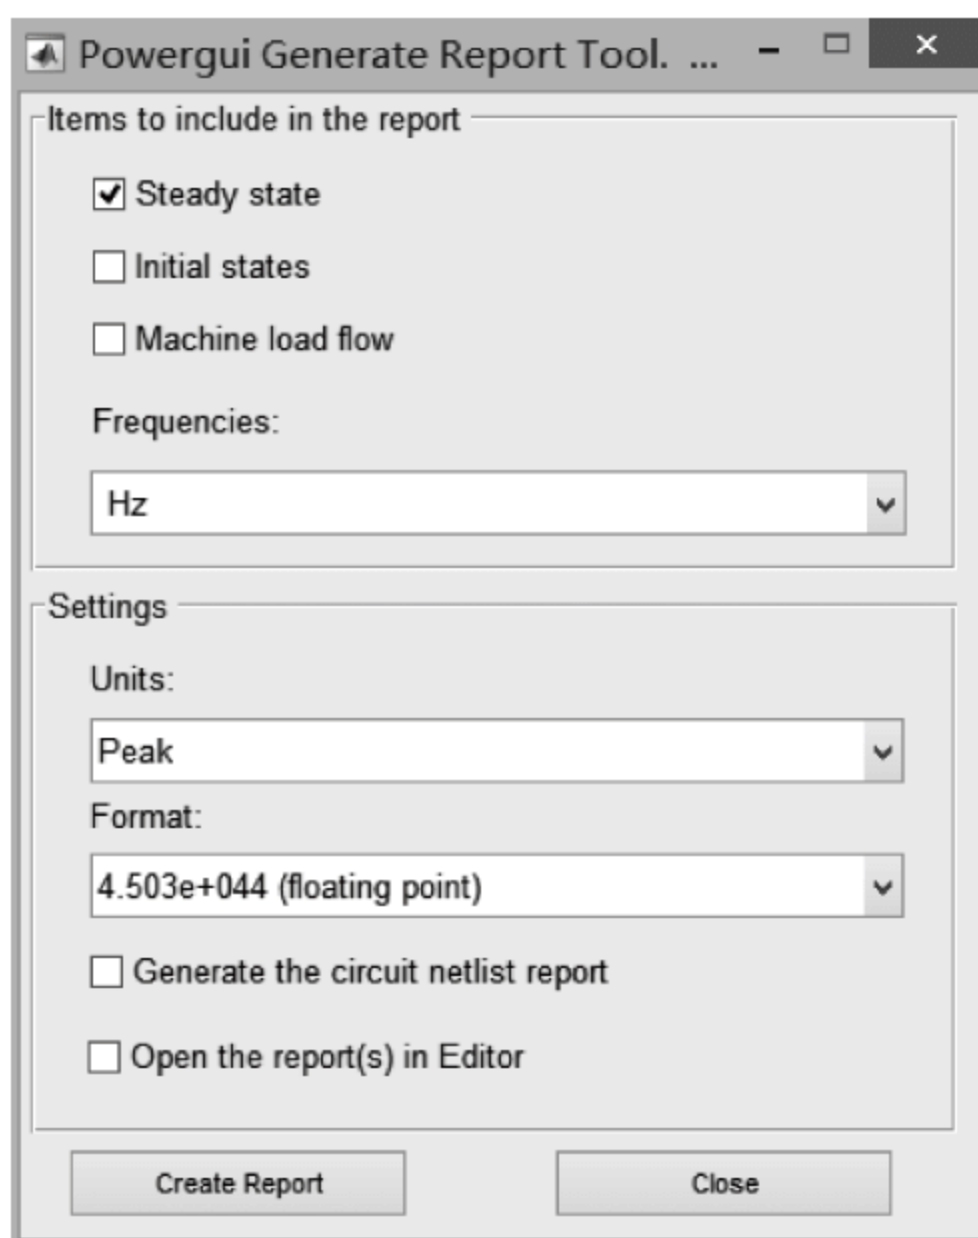 Powergui Generate Report Tool. ...
Items to include in the report
Steady state
Initial states
Machine load flow
Frequencies:
Hz
Settings
Units:
Peak
Format:
4.503e+044 (floating point)
Generate the circuit netlist report
Open the report(s) in Editor
Create Report Close